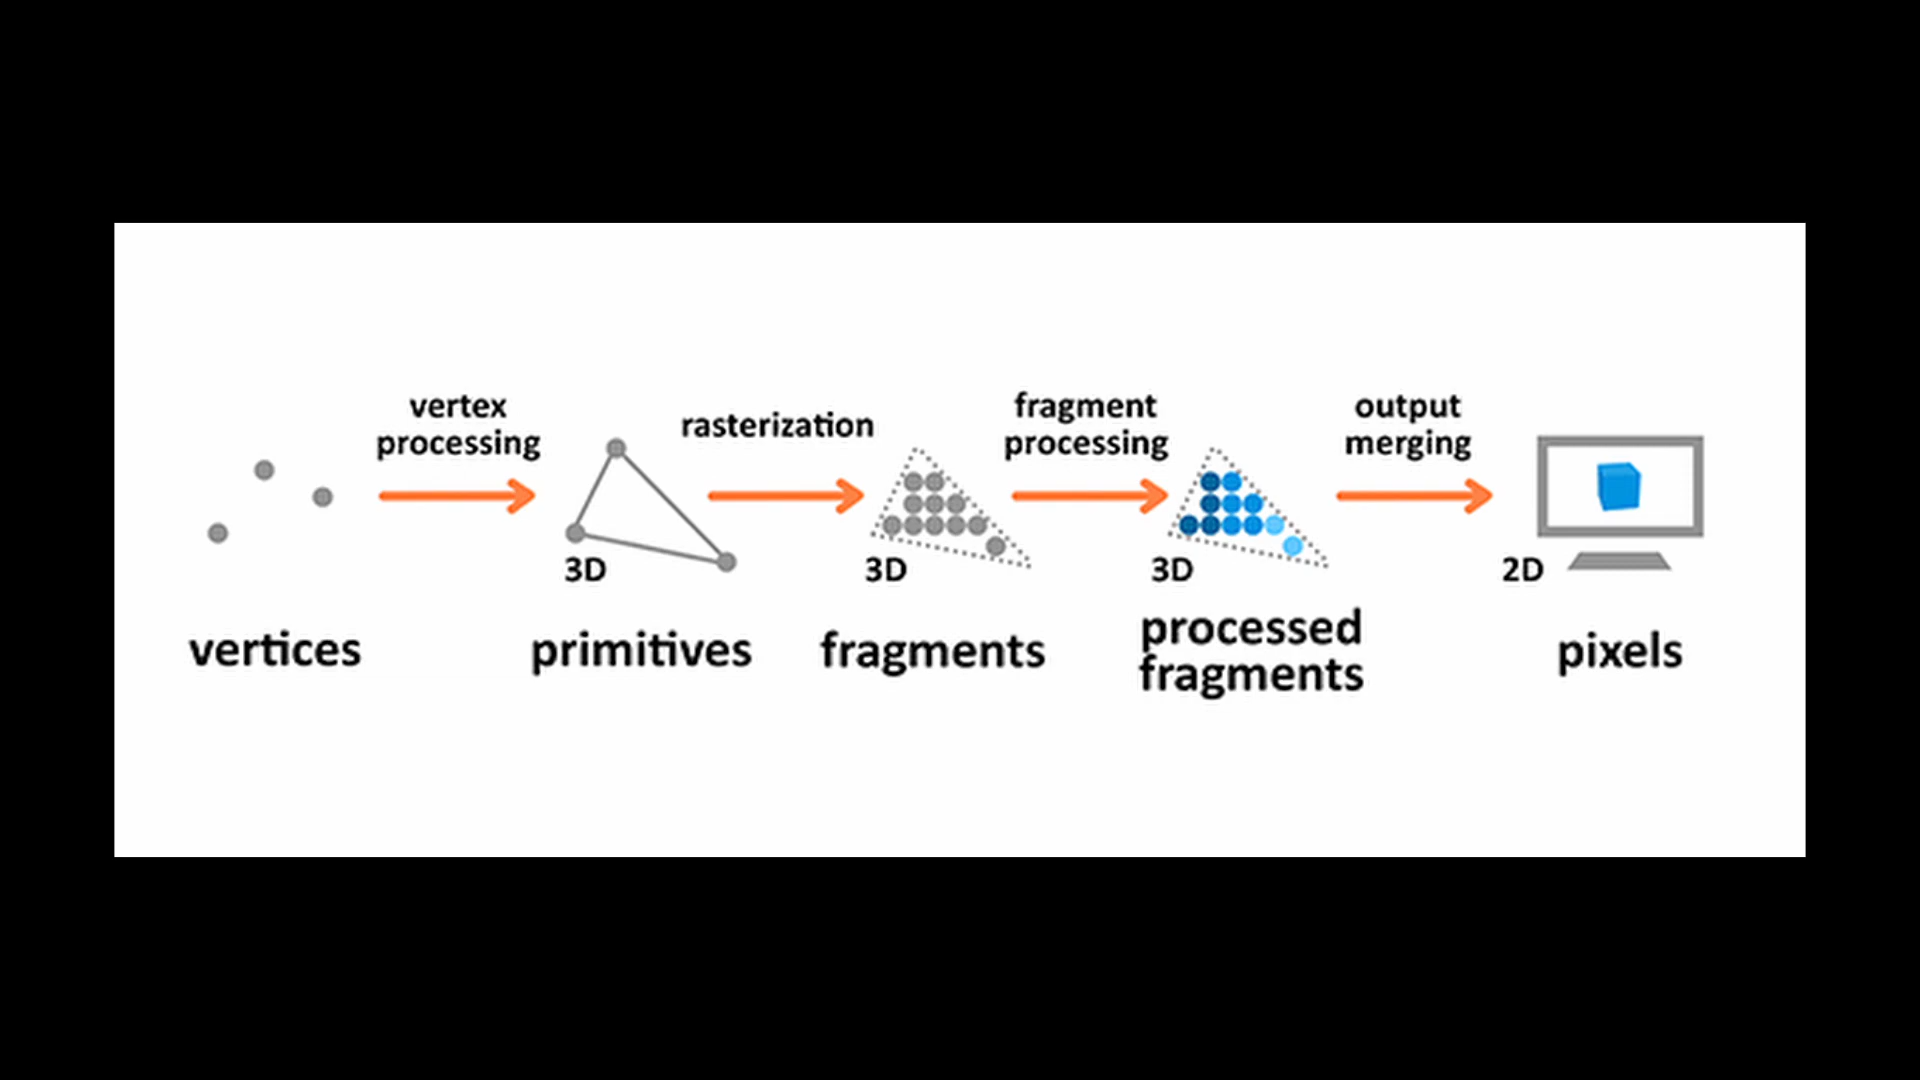 vertex
processing
rasterization
fragment
processing
output
merging
3D
3D
3D
2D
vertices
primitives
fragments
processed
fragments
pixels